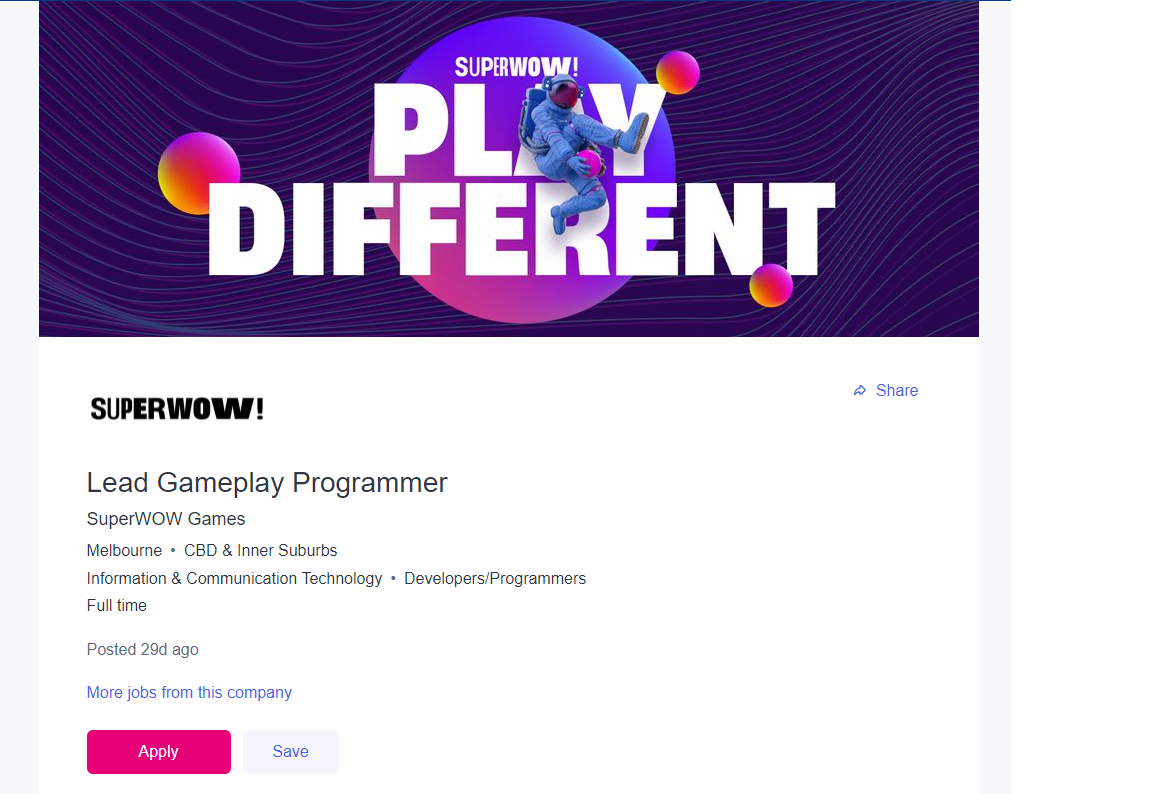 SUPERWOW!
PLAY
DIFFERENT
SUPERWOW!
Share
Lead Gameplay Programmer
SuperWOW Games
Melbourne • CBD & Inner Suburbs
Information & Communication Technology • Developers/Programmers
Full time
Posted 29d ago
More jobs from this company
Apply
Save